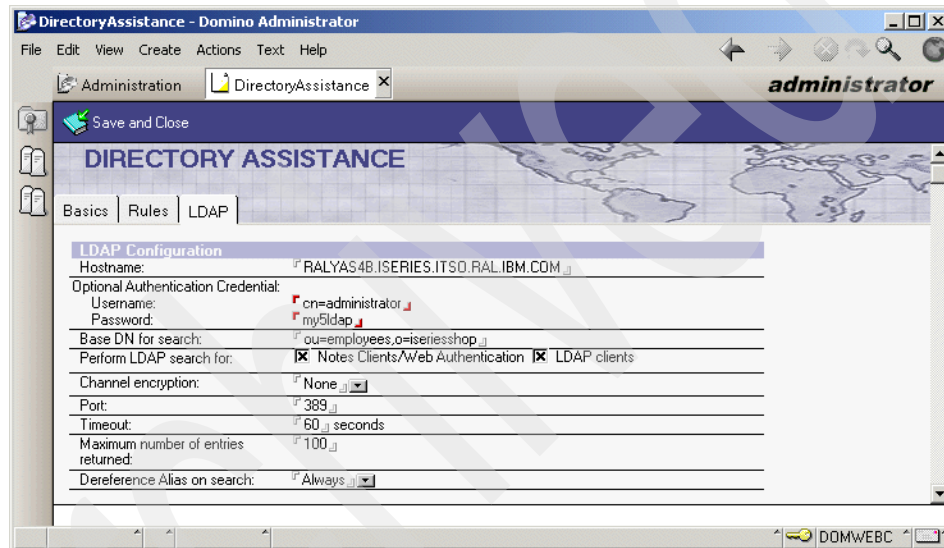 DirectoryAssistance - Domino Administrator
File Edit View Create Actions Text Help
Administration DirectoryAssistance
administrator
Save and Close
DIRECTORY ASSISTANCE
Basics Rules LDAP
LDAP Configuration
Hostname: RALYAS4B.ISERIES.ITSO.RAL.IBM.COM
Optional Authentication Credential:
Username: cn=administrator
Password: my5ldap
Base DN for search: ou=employees,o=iseriesshop
Perform LDAP search for: Notes Clients/Web Authentication LDAP clients
Channel encryption: None
Port: 389
Timeout: 60 seconds
Maximum number of entries 100
returned:
Dereference Alias on search: Always
DOMWEBC